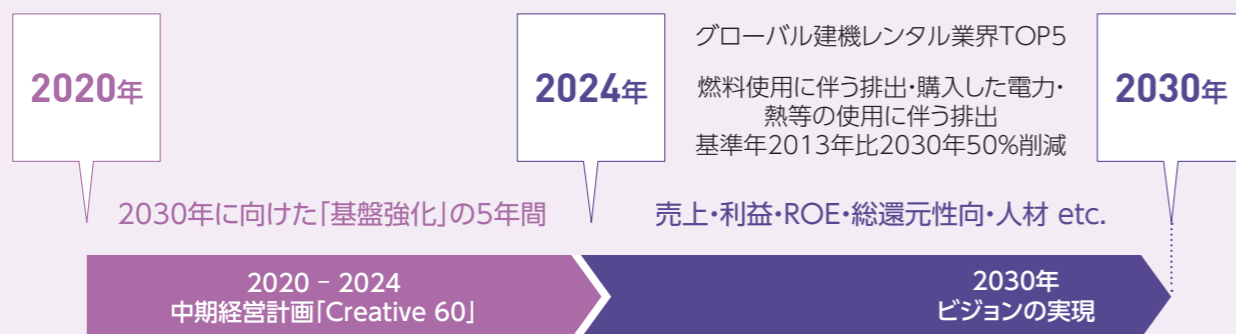 2020年
2024年
グローバル建機レンタル業界TOP5
燃料使用に伴う排出・購入した電力・
熱等の使用に伴う排出
基準年2013年比2030年50%削減
2030年
2030年に向けた「基盤強化」の5年間
売上・利益・ROE・総還元性向・人材 etc.
2020 – 2024
中期経営計画「Creative 60」
2030年
ビジョンの実現